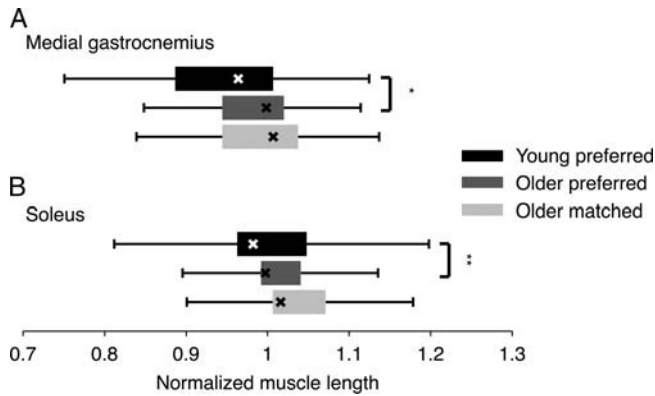 A
Medial gastrocnemius
*
B
Soleus
**
Young preferred
Older preferred
Older matched
0.7 0.8 0.9 1 1.1 1.2 1.3
Normalized muscle length